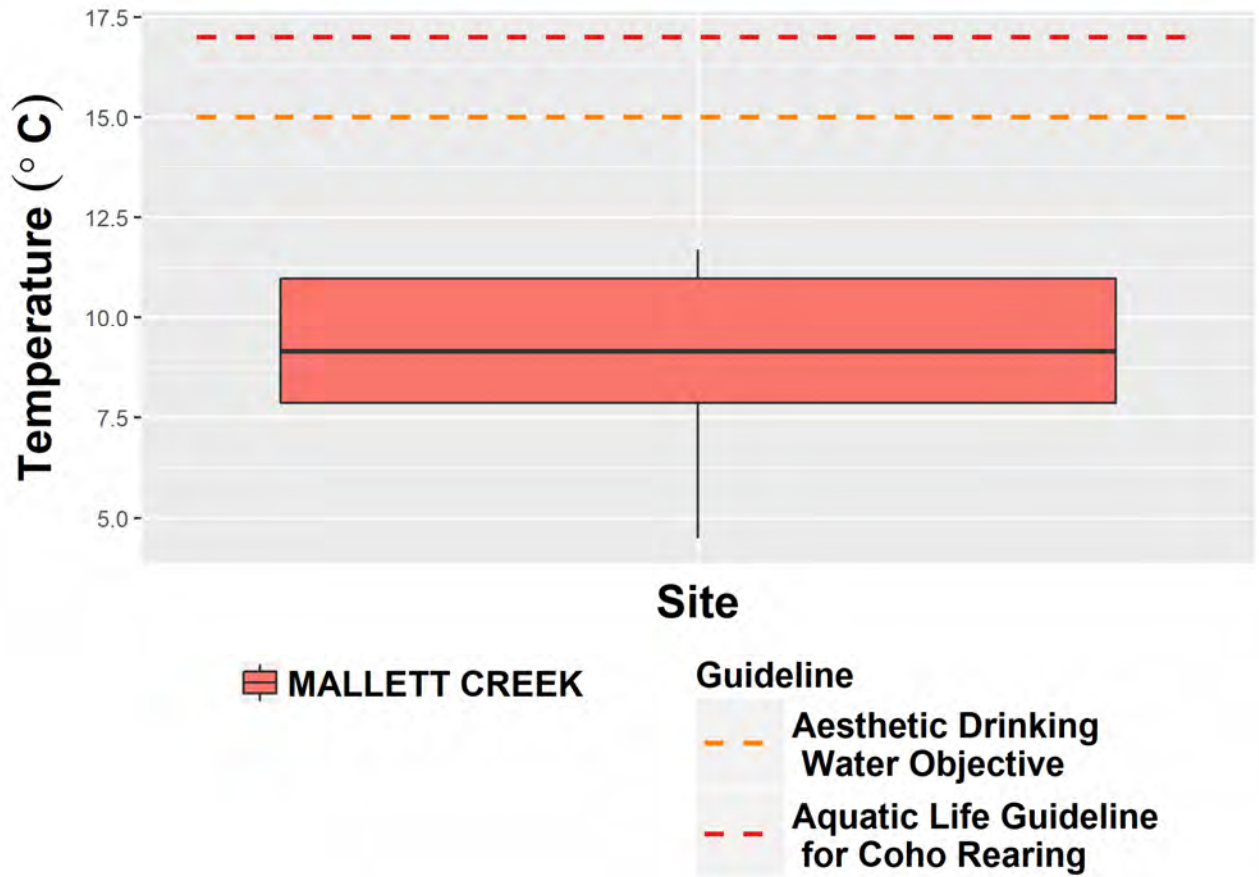 Temperature (° C)
17.5
15.0
12.5
10.0
7.5
5.0
Site
MALLETT CREEK
Guideline
Aesthetic Drinking
Water Objective
Aquatic Life Guideline
for Coho Rearing